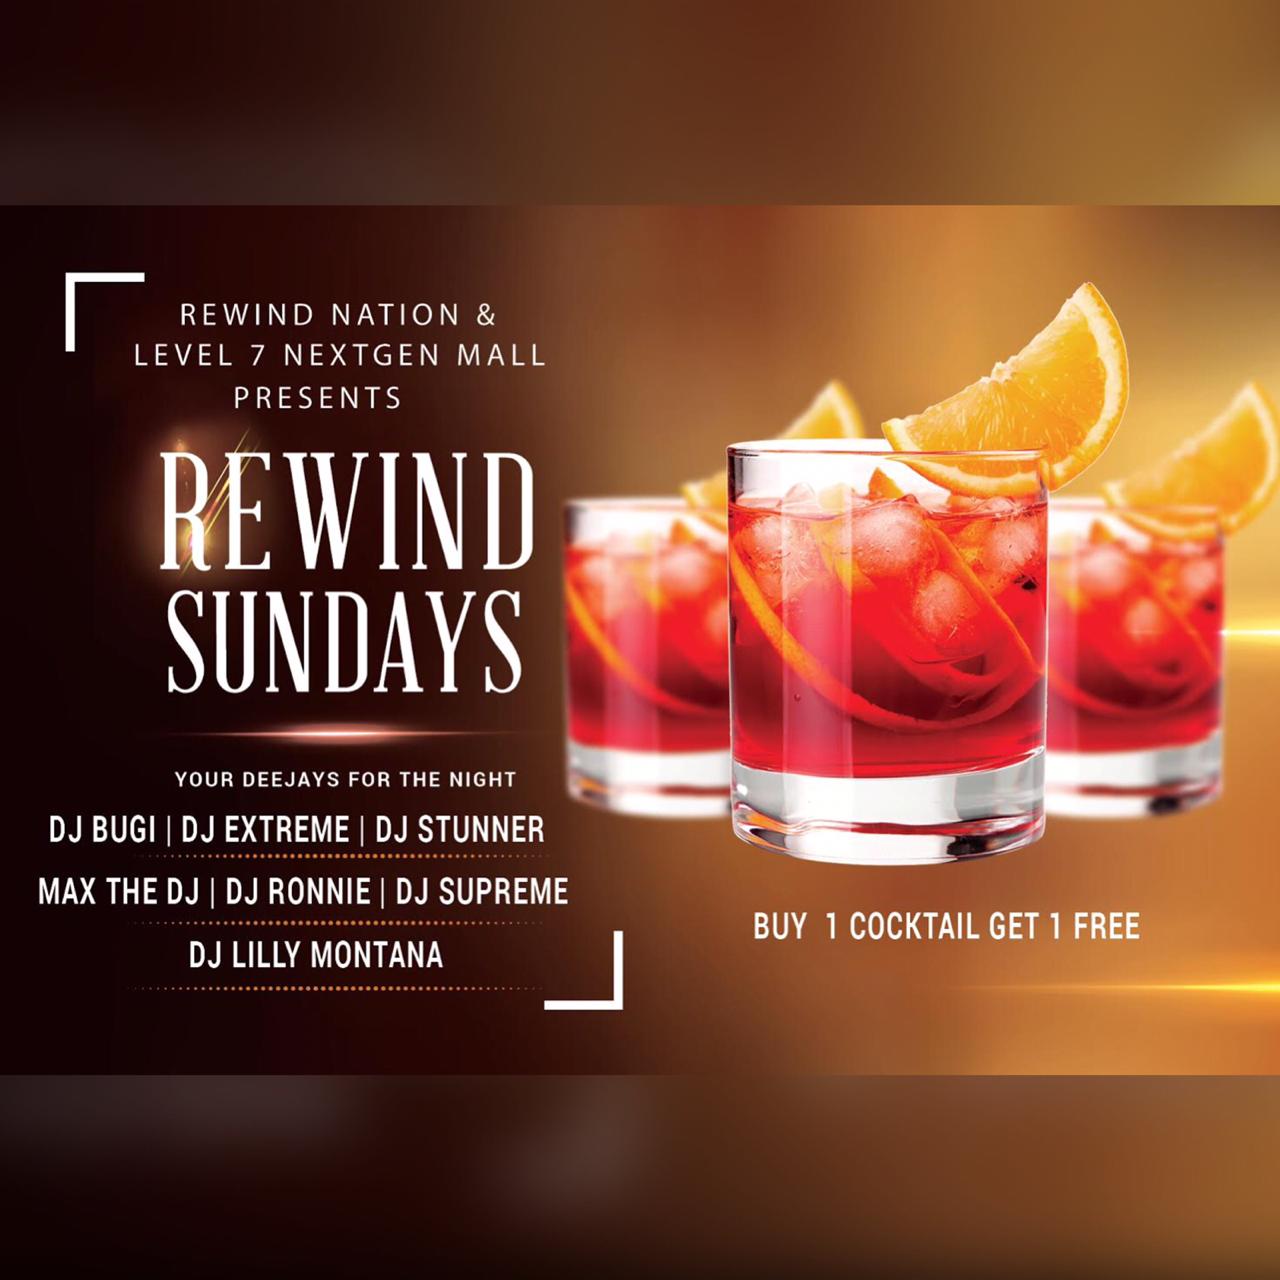 REWIND NATION &
LEVEL 7 NEXTGEN MALL
PRESENTS
REWIND
SUNDAYS
YOUR DEEJAYS FOR THE NIGHT
DJ BUGI | DJ EXTREME | DJ STUNNER
MAX THE DJ | DJ RONNIE | DJ SUPREME
DJ LILLY MONTANA
BUY 1 COCKTAIL GET 1 FREE